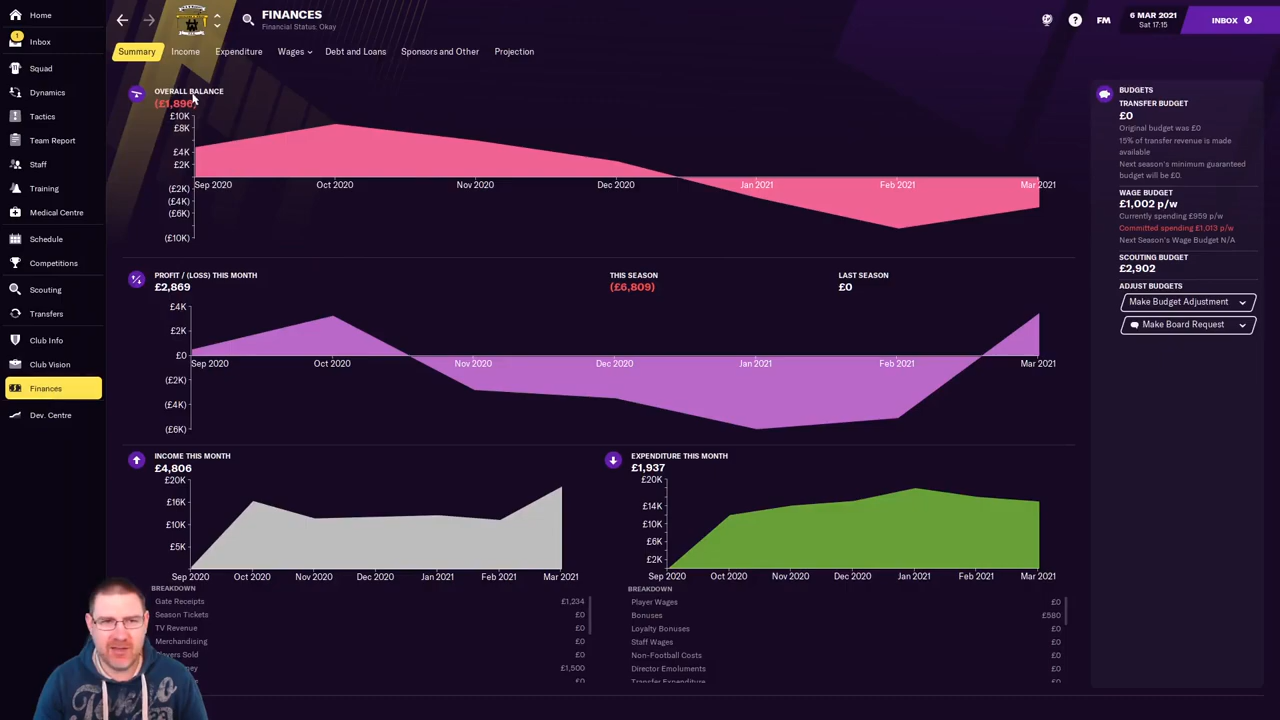 Home
1
Inbox
Squad
Dynamics
Tactics
Team Report
Staff
Training
Medical Centre
Schedule
Competitions
Scouting
Transfers
Club Info
Club Vision
Finances
Dev. Centre
FINANCES
Financial Status: Okay
?
FM
6 MAR 2021
Sat 17:15
INBOX
Summary
Income
Expenditure
Wages
Debt and Loans
Sponsors and Other
Projection
OVERALL BALANCE
(£1,896)
£10K
£8K
£4K
£2K
(£2K)
(£4K)
(£6K)
(£10K)
Sep 2020 Oct 2020 Nov 2020 Dec 2020 Jan 2021 Feb 2021 Mar 2021
PROFIT / (LOSS) THIS MONTH
£2,869
THIS SEASON
(£6,809)
LAST SEASON
£0
£4K
£2K
£0
(£2K)
(£4K)
(£6K)
Sep 2020 Oct 2020 Nov 2020 Dec 2020 Jan 2021 Feb 2021 Mar 2021
INCOME THIS MONTH
£4,806
£20K
£16K
£10K
£5K
Sep 2020 Oct 2020 Nov 2020 Dec 2020 Jan 2021 Feb 2021 Mar 2021
BREAKDOWN
Gate Receipts £1,234
Season Tickets £0
TV Revenue £0
Merchandising £0
Players Sold £0
£1,500
£0
EXPENDITURE THIS MONTH
£1,937
£20K
£14K
£10K
£6K
£2K
Sep 2020 Oct 2020 Nov 2020 Dec 2020 Jan 2021 Feb 2021 Mar 2021
BREAKDOWN
Player Wages £0
Bonuses £580
Loyalty Bonuses £0
Staff Wages £0
Non-Football Costs £0
Director Emoluments £0
Transfer Expenditure £0
BUDGETS
TRANSFER BUDGET
£0
Original budget was £0
15% of transfer revenue is made
available
Next season's minimum guaranteed
budget will be £0.
WAGE BUDGET
£1,002 p/w
Currently spending £959 p/w
Committed spending £1,013 p/w
Next Season's Wage Budget N/A
SCOUTING BUDGET
£2,902
ADJUST BUDGETS
Make Budget Adjustment
Make Board Request